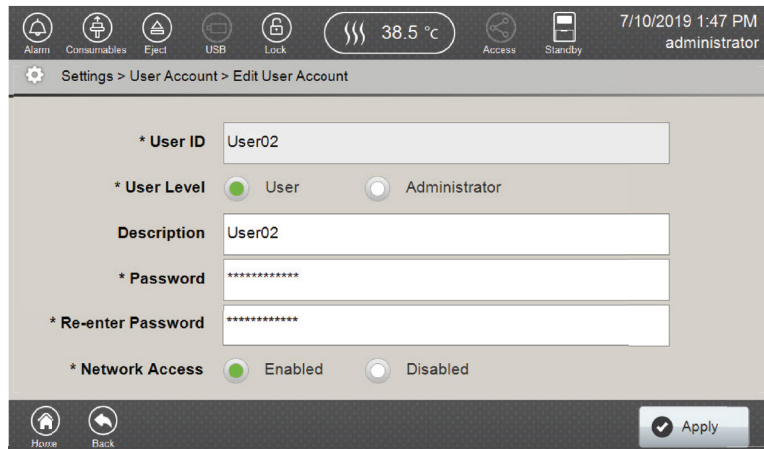 38.5 °c
7/10/2019 1:47 PM
administrator
Alarm Consumables Eject USB Lock Access Standby
Settings > User Account > Edit User Account
* User ID User02
* User Level User Administrator
Description User02
* Password ************
* Re-enter Password ************
* Network Access Enabled Disabled
Home Back Apply